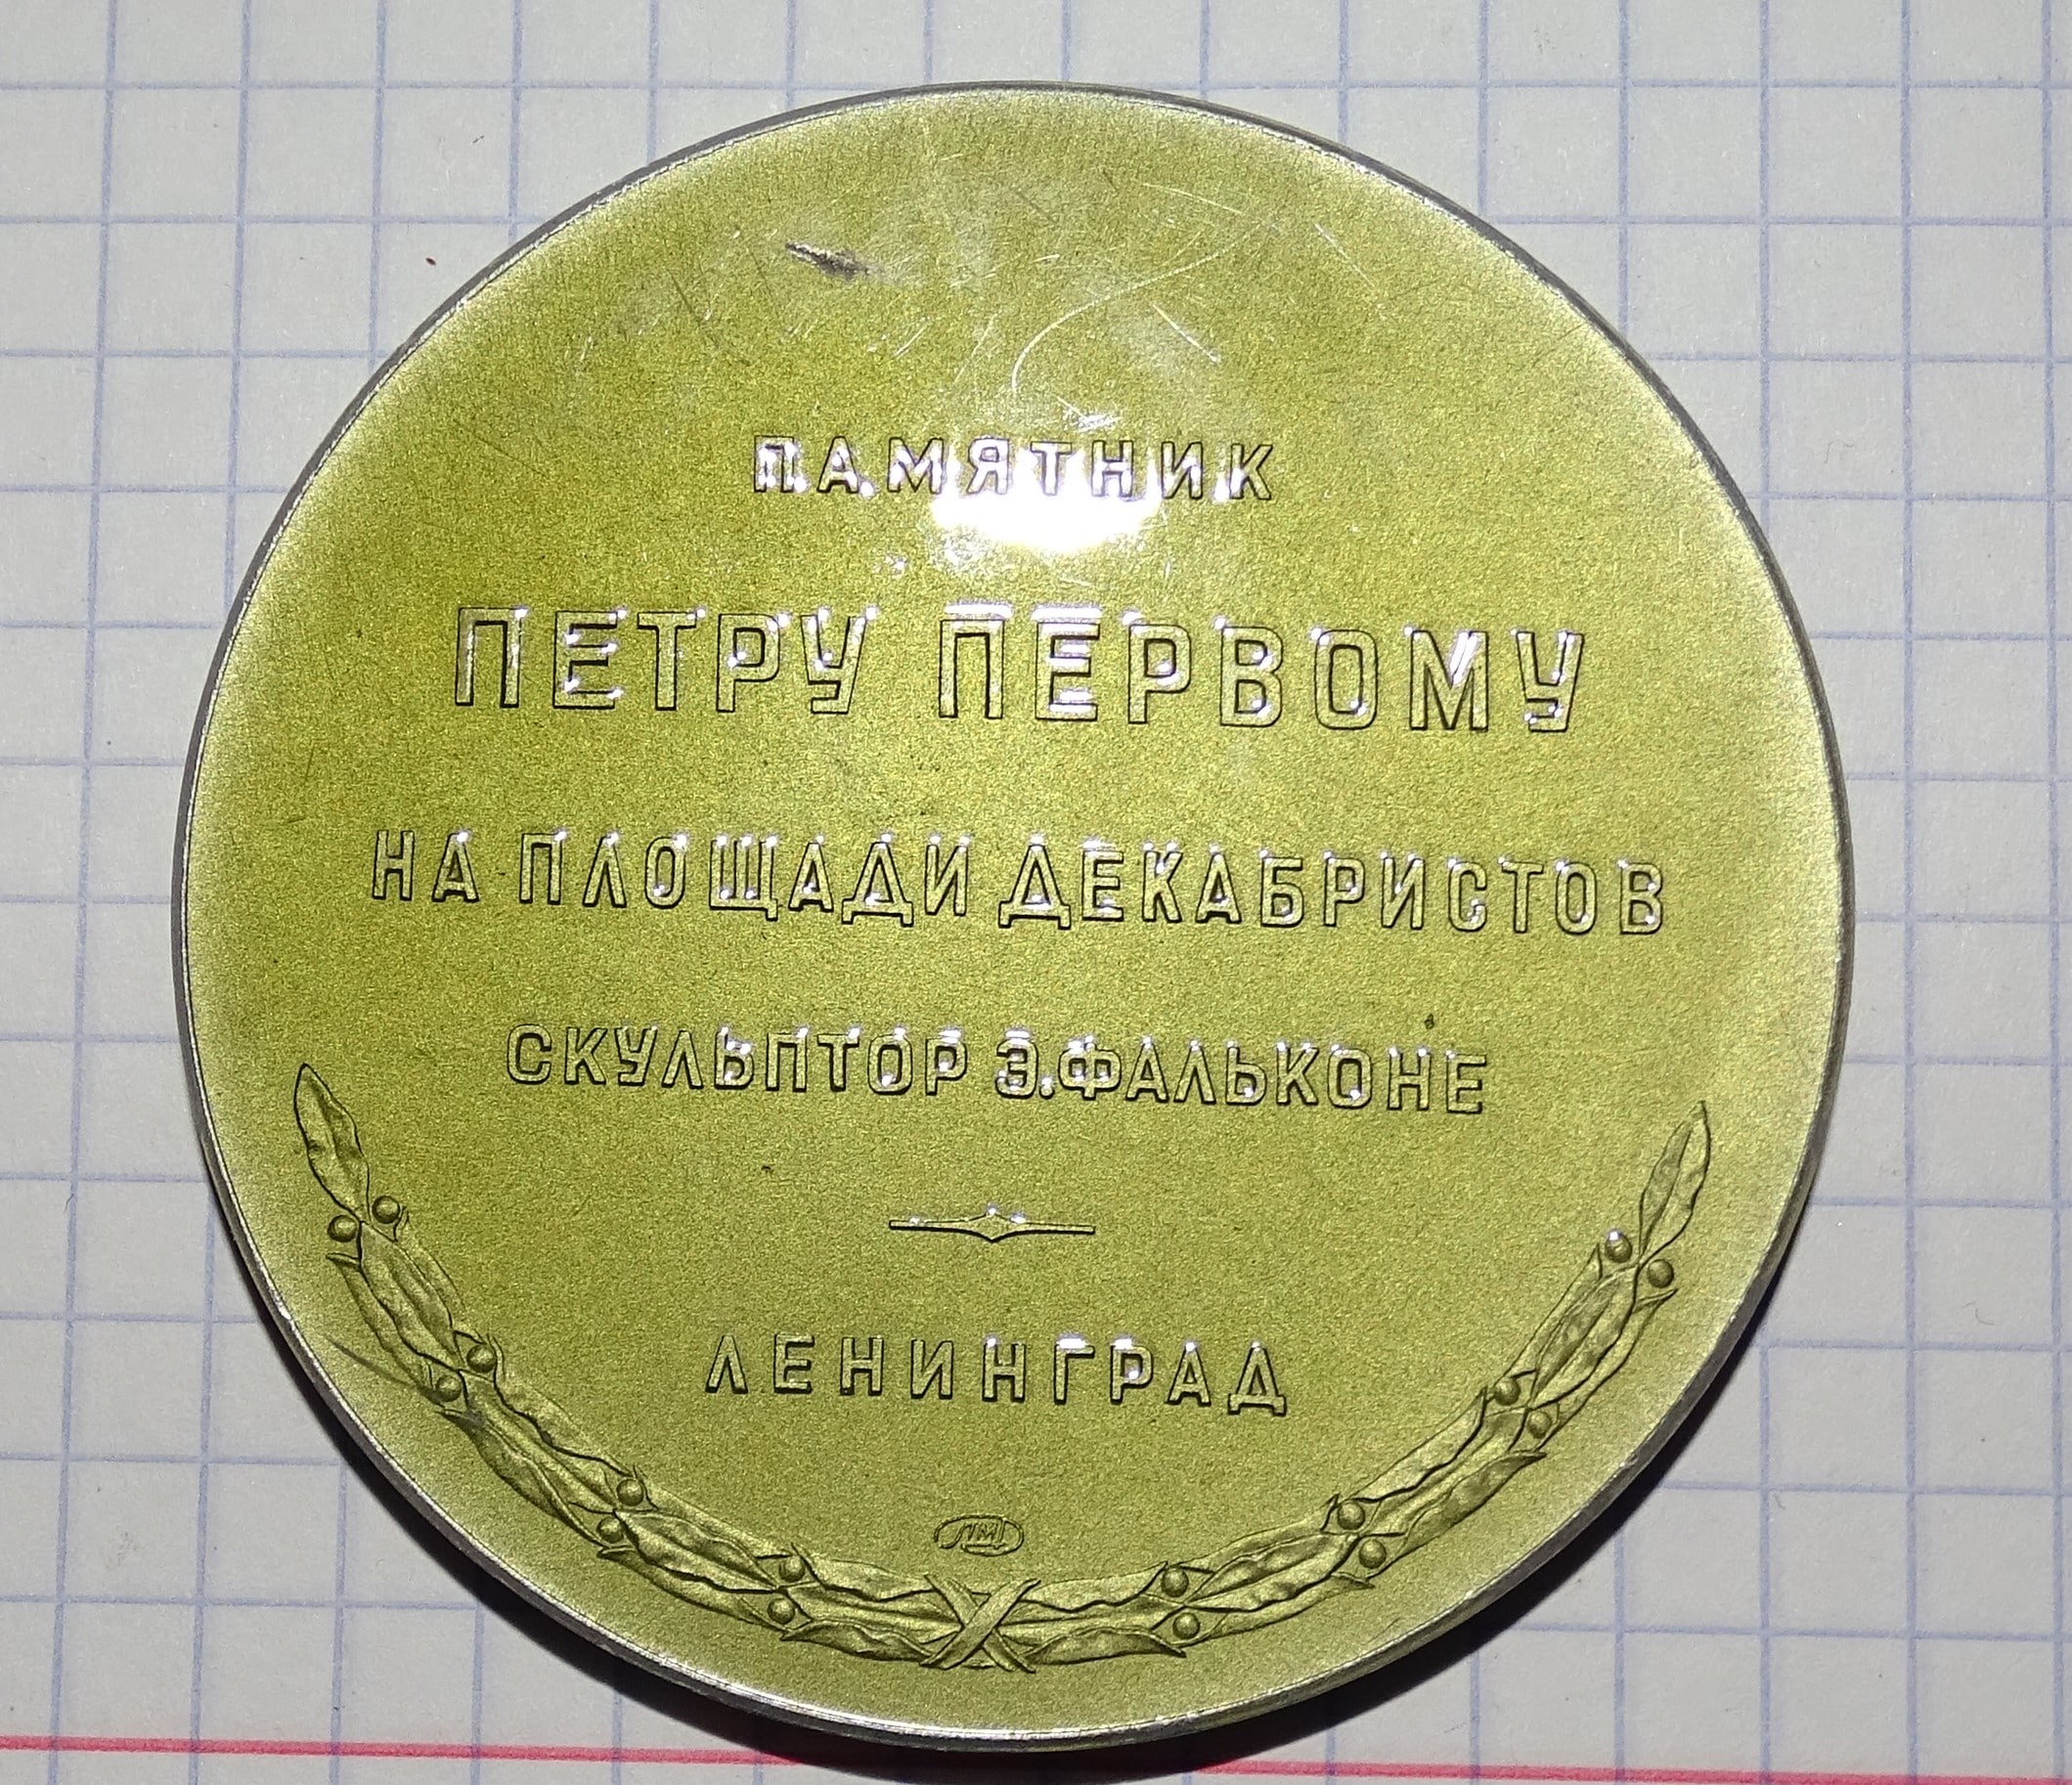 ПАМЯТНИК
ПЕТРУ ПЕРВОМУ
НА ПЛОЩАДИ ДЕКАБРИСТОВ
СКУЛЬПТОР Э.ФАЛЬКОНЕ
ЛЕНИНГРАД
ЛМД